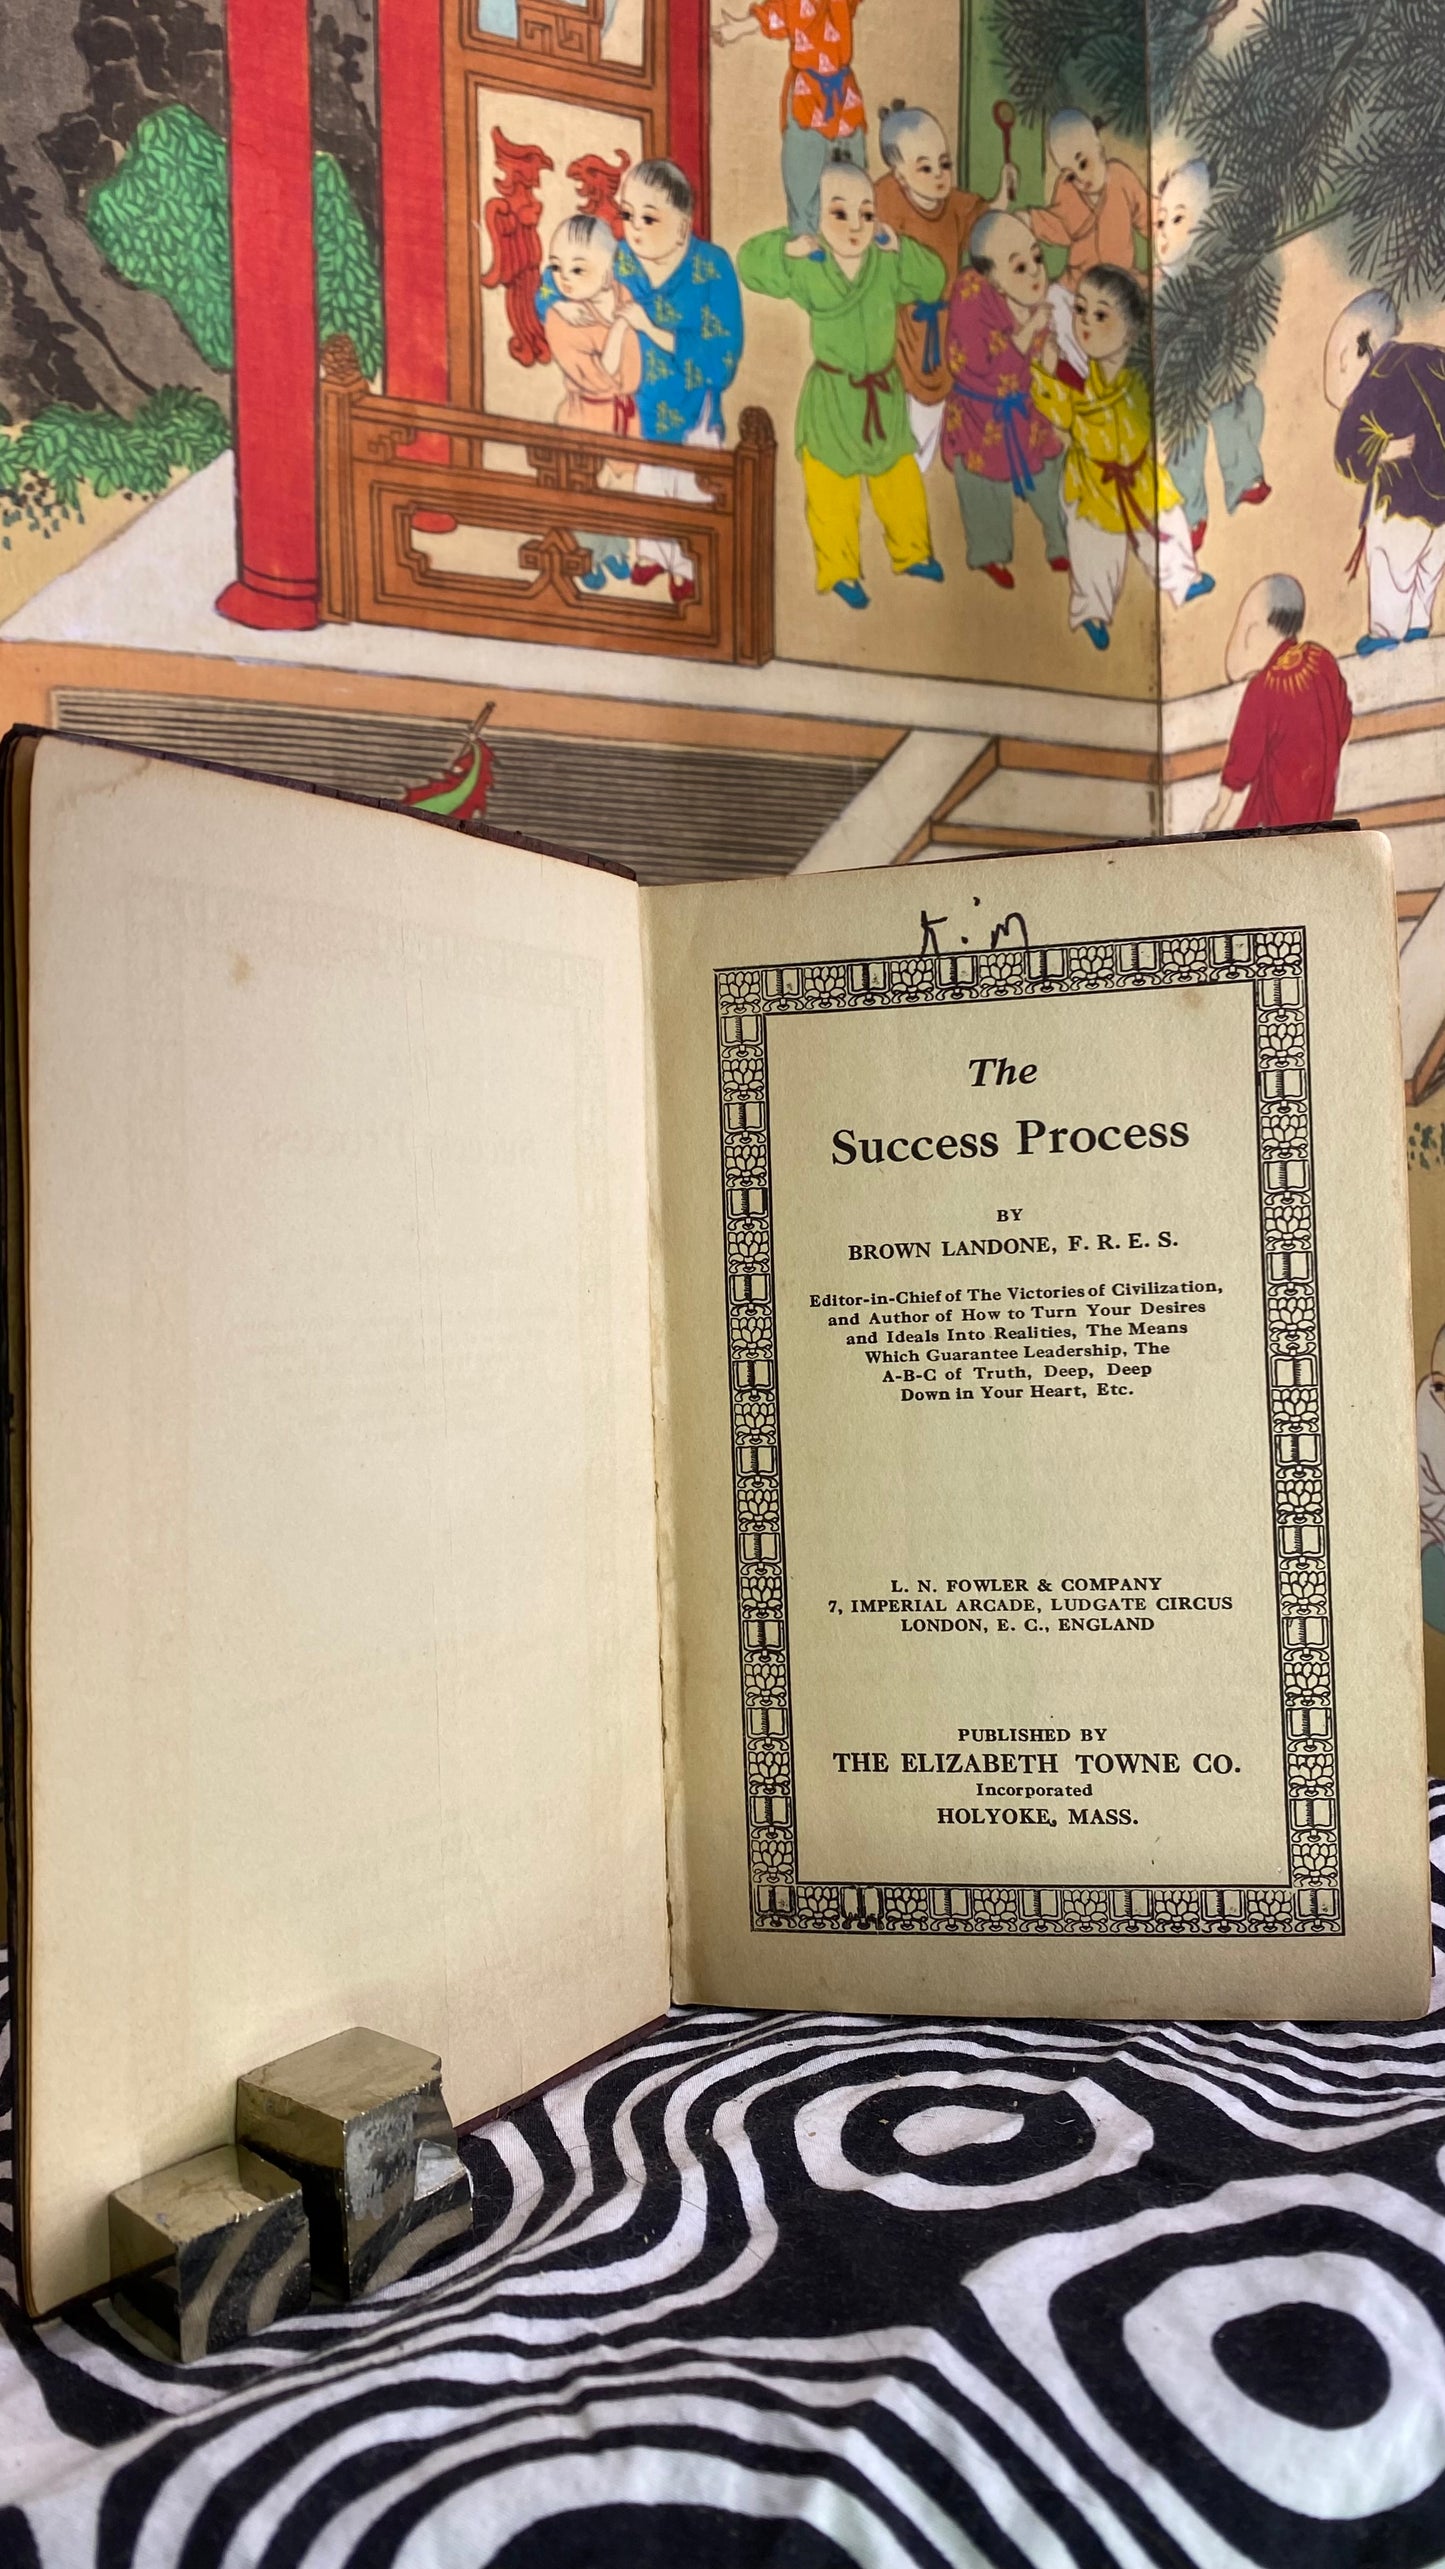 Kim
The
Success Process
BY
BROWN LANDONE, F. R. E. S.
Editor-in-Chief of The Victories of Civilization,
and Author of How to Turn Your Desires
and Ideals Into Realities, The Means
Which Guarantee Leadership, The
A-B-C of Truth, Deep, Deep
Down in Your Heart, Etc.
L. N. FOWLER & COMPANY
7, IMPERIAL ARCADE, LUDGATE CIRCUS
LONDON, E. C., ENGLAND
PUBLISHED BY
THE ELIZABETH TOWNE CO.
Incorporated
HOLYOKE, MASS.